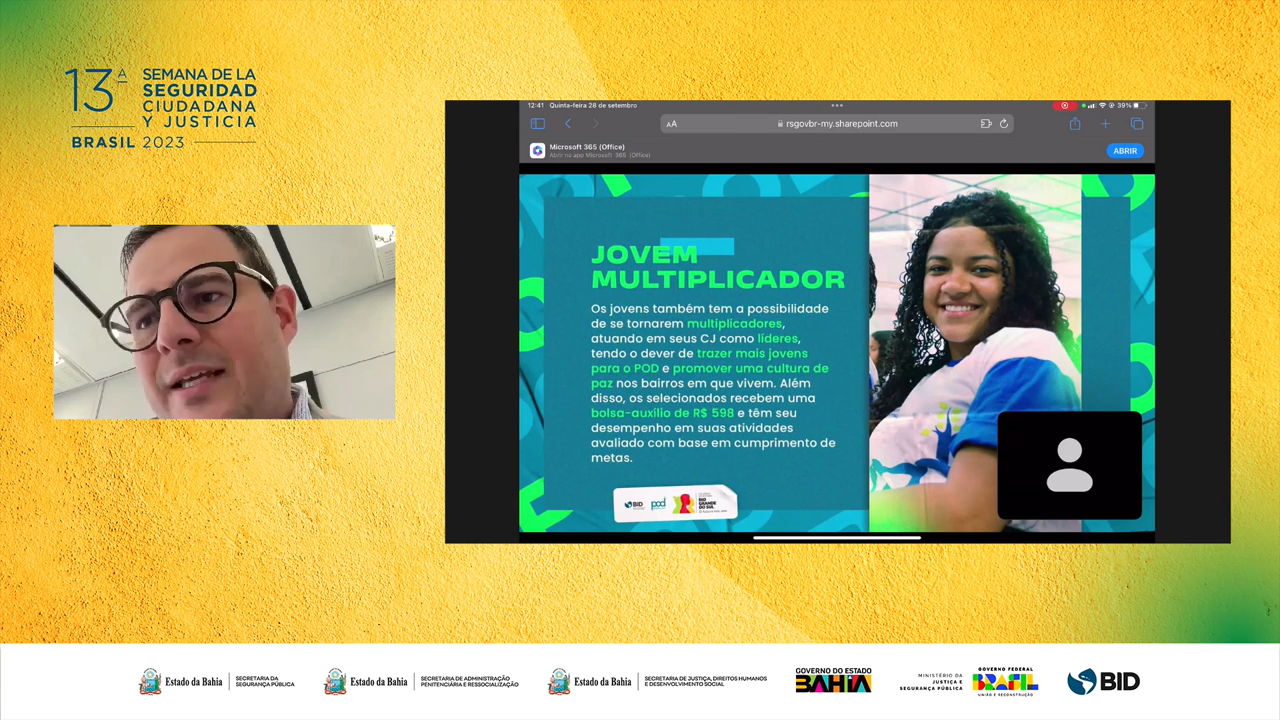 13ª
SEMANA DE LA
SEGURIDAD
CIUDADANA
Y JUSTICIA
BRASIL 2023
12:41 Quinta-feira 28 de setembro
39%
AA
rsgovbr-my.sharepoint.com
Microsoft 365 (Office)
Abrir no app Microsoft 365 (Office)
ABRIR
JOVEM
MULTIPLICADOR
Os jovens também tem a possibilidade
de se tornarem multiplicadores,
atuando em seus CJ como líderes,
tendo o dever de trazer mais jovens
para o POD e promover uma cultura de
paz nos bairros em que vivem. Além
disso, os selecionados recebem uma
bolsa-auxílio de R$ 598 e têm seu
desempenho em suas atividades
avaliado com base em cumprimento de
metas.
BID
pod
RIO
GRANDE
DO SUL
Estado da Bahia
SECRETARIA DA
SEGURANÇA PÚBLICA
Estado da Bahia
SECRETARIA DE ADMINISTRAÇÃO
PENITENCIÁRIA E RESSOCIALIZAÇÃO
Estado da Bahia
SECRETARIA DE JUSTIÇA, DIREITOS HUMANOS
E DESENVOLVIMENTO SOCIAL
GOVERNO DO ESTADO
BAHIA
MINISTÉRIO DA
JUSTIÇA E
SEGURANÇA PÚBLICA
GOVERNO FEDERAL
BRASIL
UNIÃO E RECONSTRUÇÃO
BID